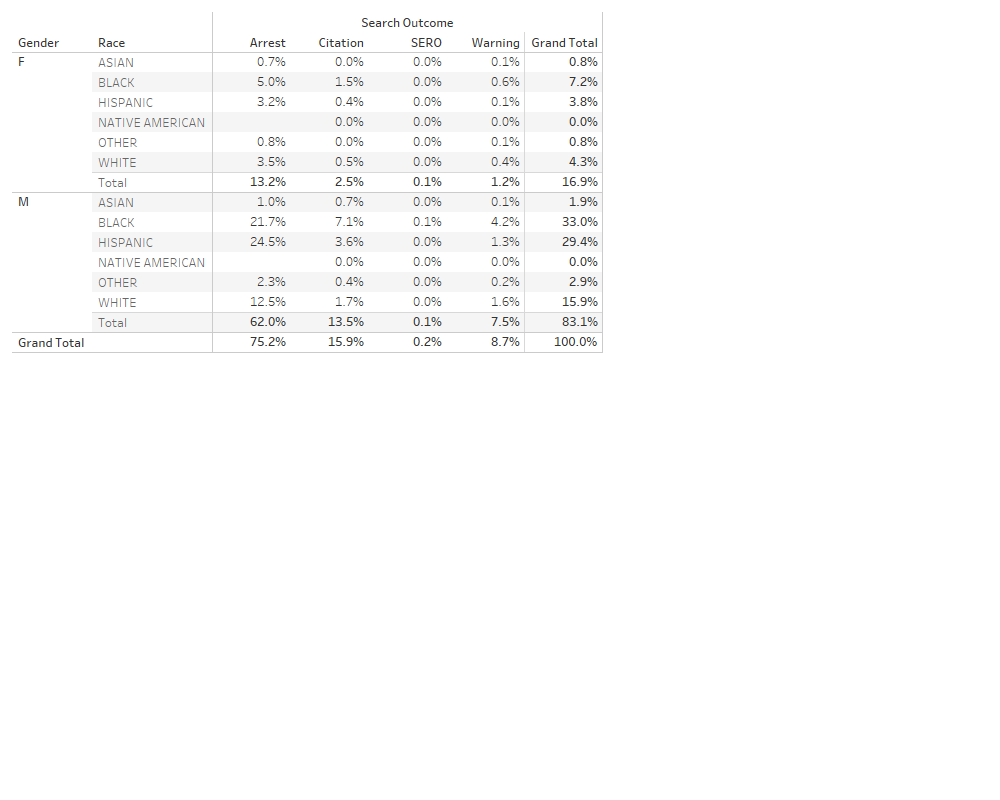 Search Outcome
Gender Race Arrest Citation SERO Warning Grand Total
F ASIAN 0.7% 0.0% 0.0% 0.1% 0.8%
BLACK 5.0% 1.5% 0.0% 0.6% 7.2%
HISPANIC 3.2% 0.4% 0.0% 0.1% 3.8%
NATIVE AMERICAN 0.0% 0.0% 0.0% 0.0%
OTHER 0.8% 0.0% 0.0% 0.1% 0.8%
WHITE 3.5% 0.5% 0.0% 0.4% 4.3%
Total 13.2% 2.5% 0.1% 1.2% 16.9%
M ASIAN 1.0% 0.7% 0.0% 0.1% 1.9%
BLACK 21.7% 7.1% 0.1% 4.2% 33.0%
HISPANIC 24.5% 3.6% 0.0% 1.3% 29.4%
NATIVE AMERICAN 0.0% 0.0% 0.0% 0.0%
OTHER 2.3% 0.4% 0.0% 0.2% 2.9%
WHITE 12.5% 1.7% 0.0% 1.6% 15.9%
Total 62.0% 13.5% 0.1% 7.5% 83.1%
Grand Total 75.2% 15.9% 0.2% 8.7% 100.0%